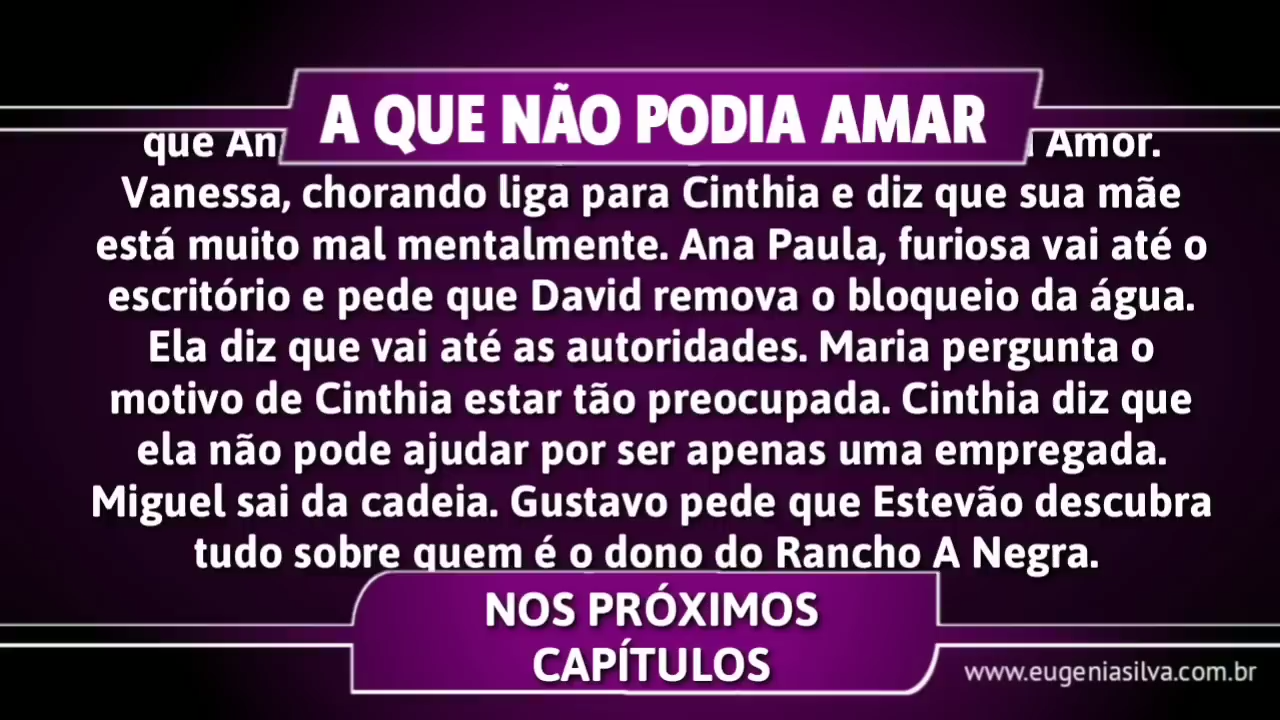 A QUE NÃO PODIA AMAR
que Amor.
Vanessa, chorando liga para Cinthia e diz que sua mãe
está muito mal mentalmente. Ana Paula, furiosa vai até o
escritório e pede que David remova o bloqueio da água.
Ela diz que vai até as autoridades. Maria pergunta o
motivo de Cinthia estar tão preocupada. Cinthia diz que
ela não pode ajudar por ser apenas uma empregada.
Miguel sai da cadeia. Gustavo pede que Estevão descubra
tudo sobre quem é o dono do Rancho A Negra.
NOS PRÓXIMOS
CAPÍTULOS
www.eugeniasilva.com.br